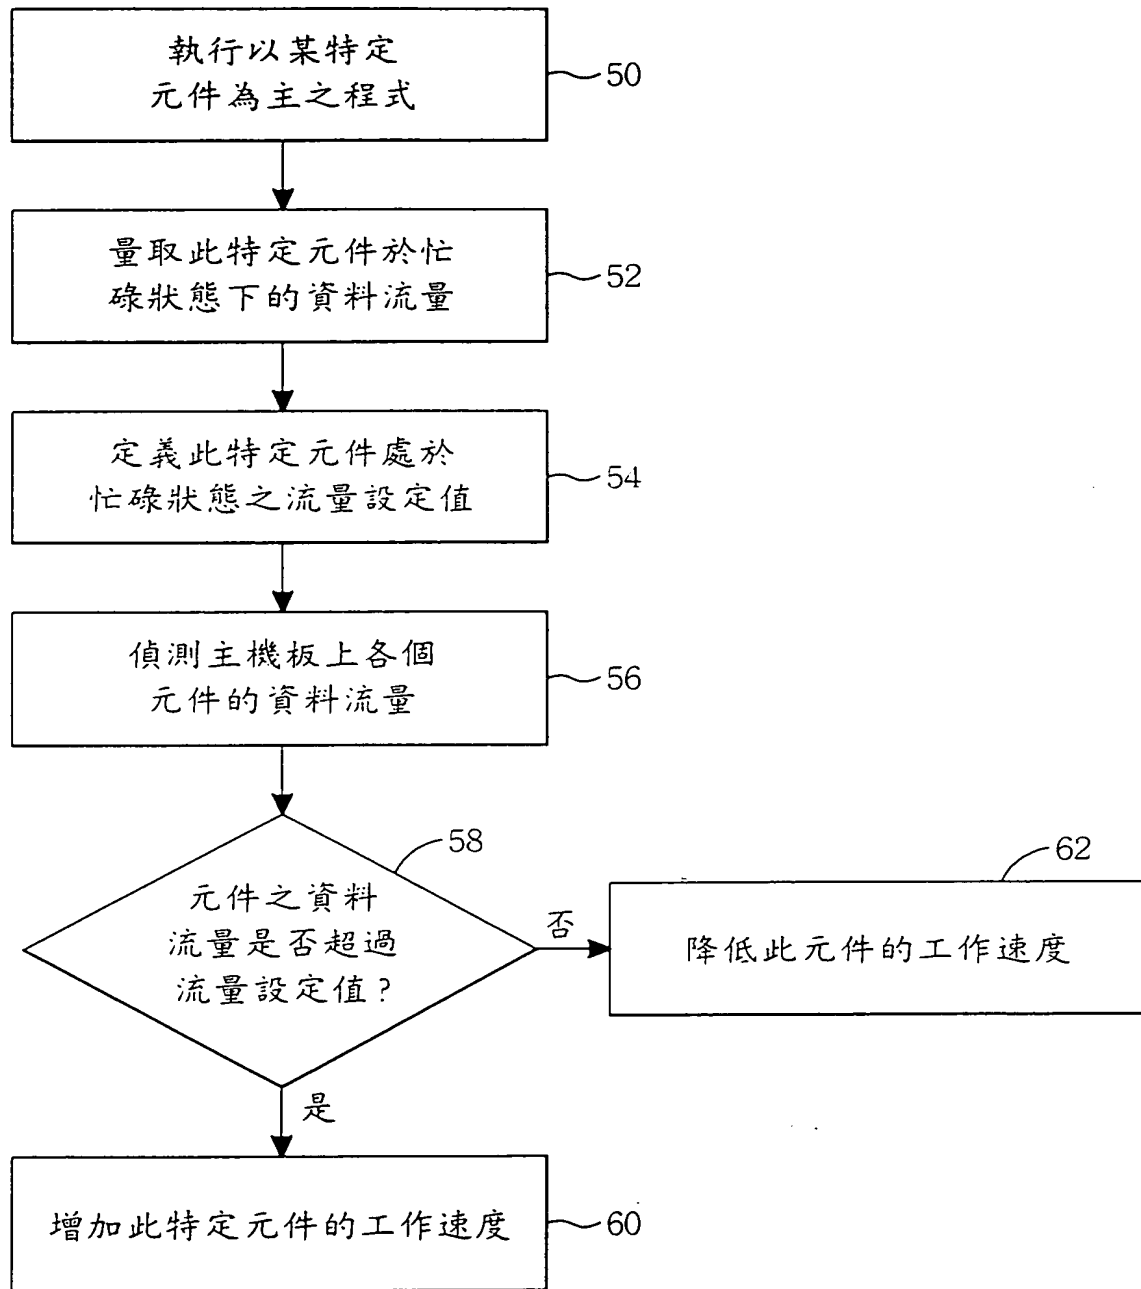 執行以某特定
元件為主之程式
50
量取此特定元件於忙
碌狀態下的資料流量
52
定義此特定元件處於
忙碌狀態之流量設定值
54
偵測主機板上各個
元件的資料流量
56
58
元件之資料
流量是否超過
流量設定值?
否
62
降低此元件的工作速度
是
增加此特定元件的工作速度
60